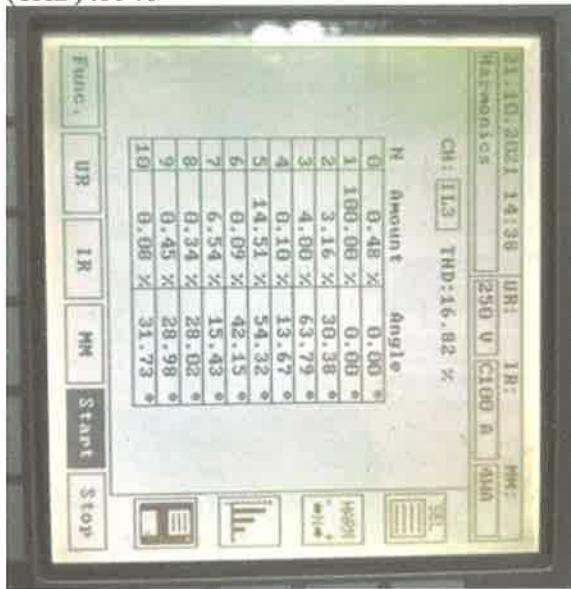 21.10.2021 14:38 UR: IR: MM:
Harmonics 250 V C100 A 4WA
CH: IL3 THD:16.82 %
N Amount Angle
0 0.48 % 0.00 °
1 100.00 % 0.00 °
2 3.16 % 30.38 °
3 4.00 % 63.79 °
4 0.10 % 13.67 °
5 14.51 % 54.32 °
6 0.09 % 42.15 °
7 6.54 % 15.43 °
8 0.34 % 28.02 °
9 0.45 % 28.98 °
10 0.08 % 31.73 °
HARM
Func. UR IR MM Start Stop